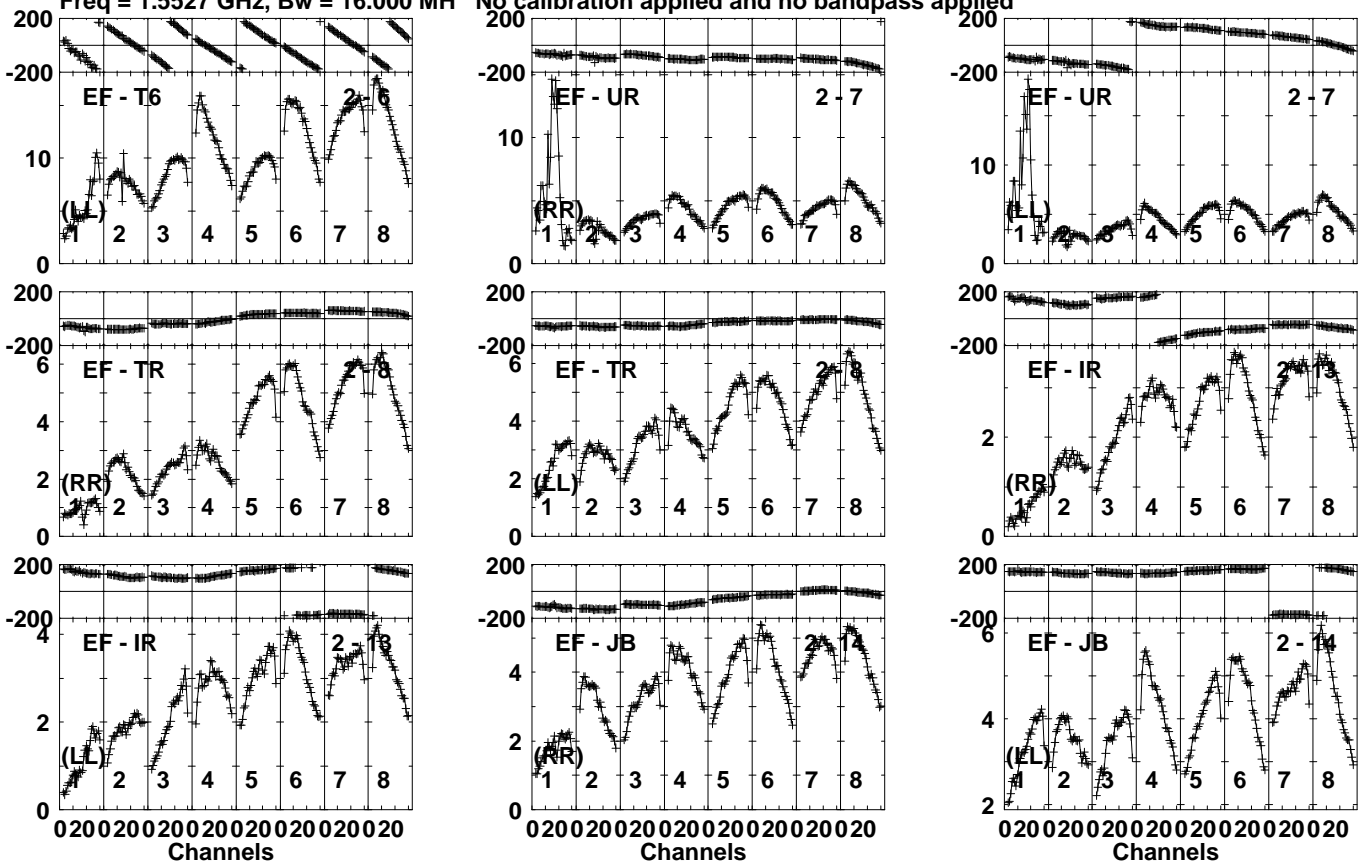 Freq = 1.5527 GHz, Bw = 16.000 MH No calibration applied and no bandpass applied
200 200 200
-200 -200 -200
EF - T6 2 - 6 EF - UR 2 - 7 EF - UR 2 - 7
10 10 10
(LL) (RR) (LL)
1 2 3 4 5 6 7 8 1 2 3 4 5 6 7 8 1 2 3 4 5 6 7 8
0 0 0
200 200 200
-200 -200 -200
6 6
EF - TR 2 - 8 EF - TR 2 - 8 EF - IR 2 - 13
4 4
2 2 2
(RR) (LL) (RR)
1 2 3 4 5 6 7 8 1 2 3 4 5 6 7 8 1 2 3 4 5 6 7 8
0 0 0
200 200 200
-200 -200 -200
4 6
EF - IR 2 - 13 EF - JB 2 - 14 EF - JB 2 - 14
4
2 4
2
(LL) (RR) (LL)
1 2 3 4 5 6 7 8 1 2 3 4 5 6 7 8 1 2 3 4 5 6 7 8
0 0 2
0 20 0 20 0 20 0 20 0 20 0 20 0 20 0 20 0 20 0 20 0 20 0 20 0 20 0 20 0 20 0 20 0 20 0 20 0 20 0 20 0 20 0 20 0 20 0 20
Channels Channels Channels